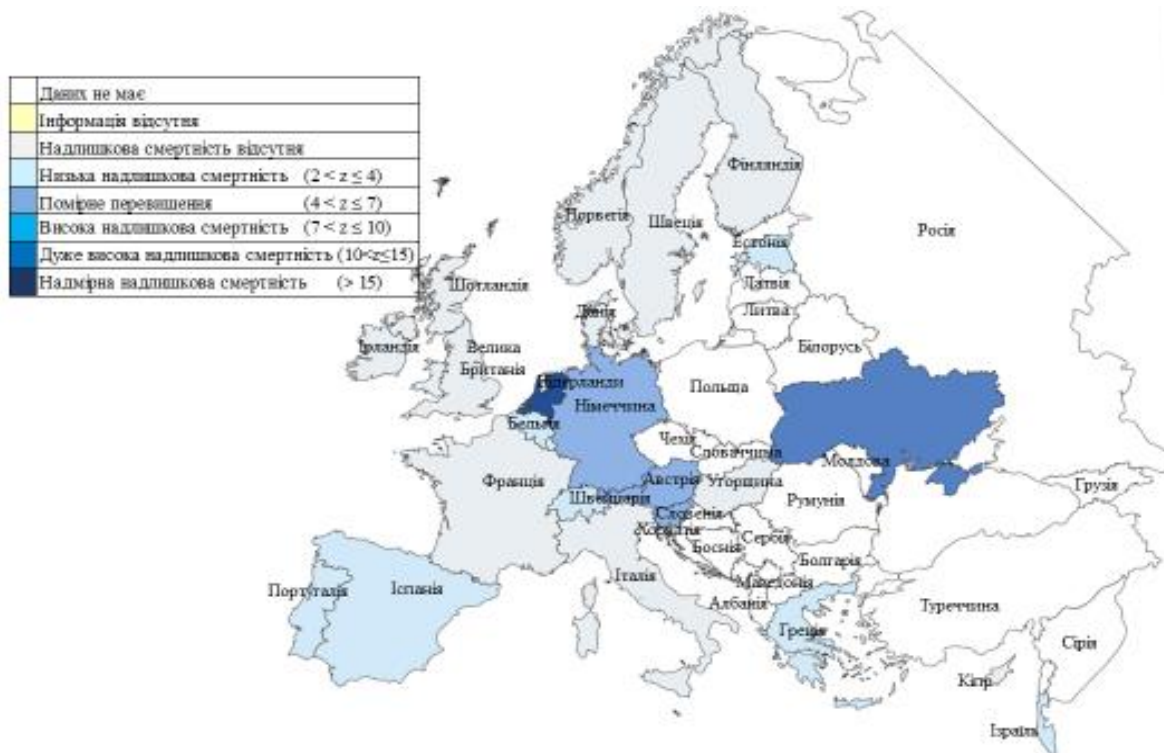 Даних не має
Інформація відсутня
Надлишкова смертність відсутня
Низька надлишкова смертність (2 < z ≤ 4)
Помірне перевищення (4 < z ≤ 7)
Висока надлишкова смертність (7 < z ≤ 10)
Дуже висока надлишкова смертність (10<z≤15)
Надмірна надлишкова смертність (> 15)
Фінляндія
Норвегія
Швеція
Росія
Естонія
Шотландія
Латвія
Данія
Литва
Ірландія
Велика
Британія
Білорусь
Нідерланди
Польща
Німеччина
Бельгія
Чехія
Словаччина
Молдова
Франція
Австрія
Угорщина
Грузія
Швейцарія
Румунія
Словенія
Хорватія
Сербія
Боснія
Болгарія
Італія
Македонія
Португалія
Іспанія
Албанія
Туреччина
Греція
Сірія
Кіпр
Ізраїль